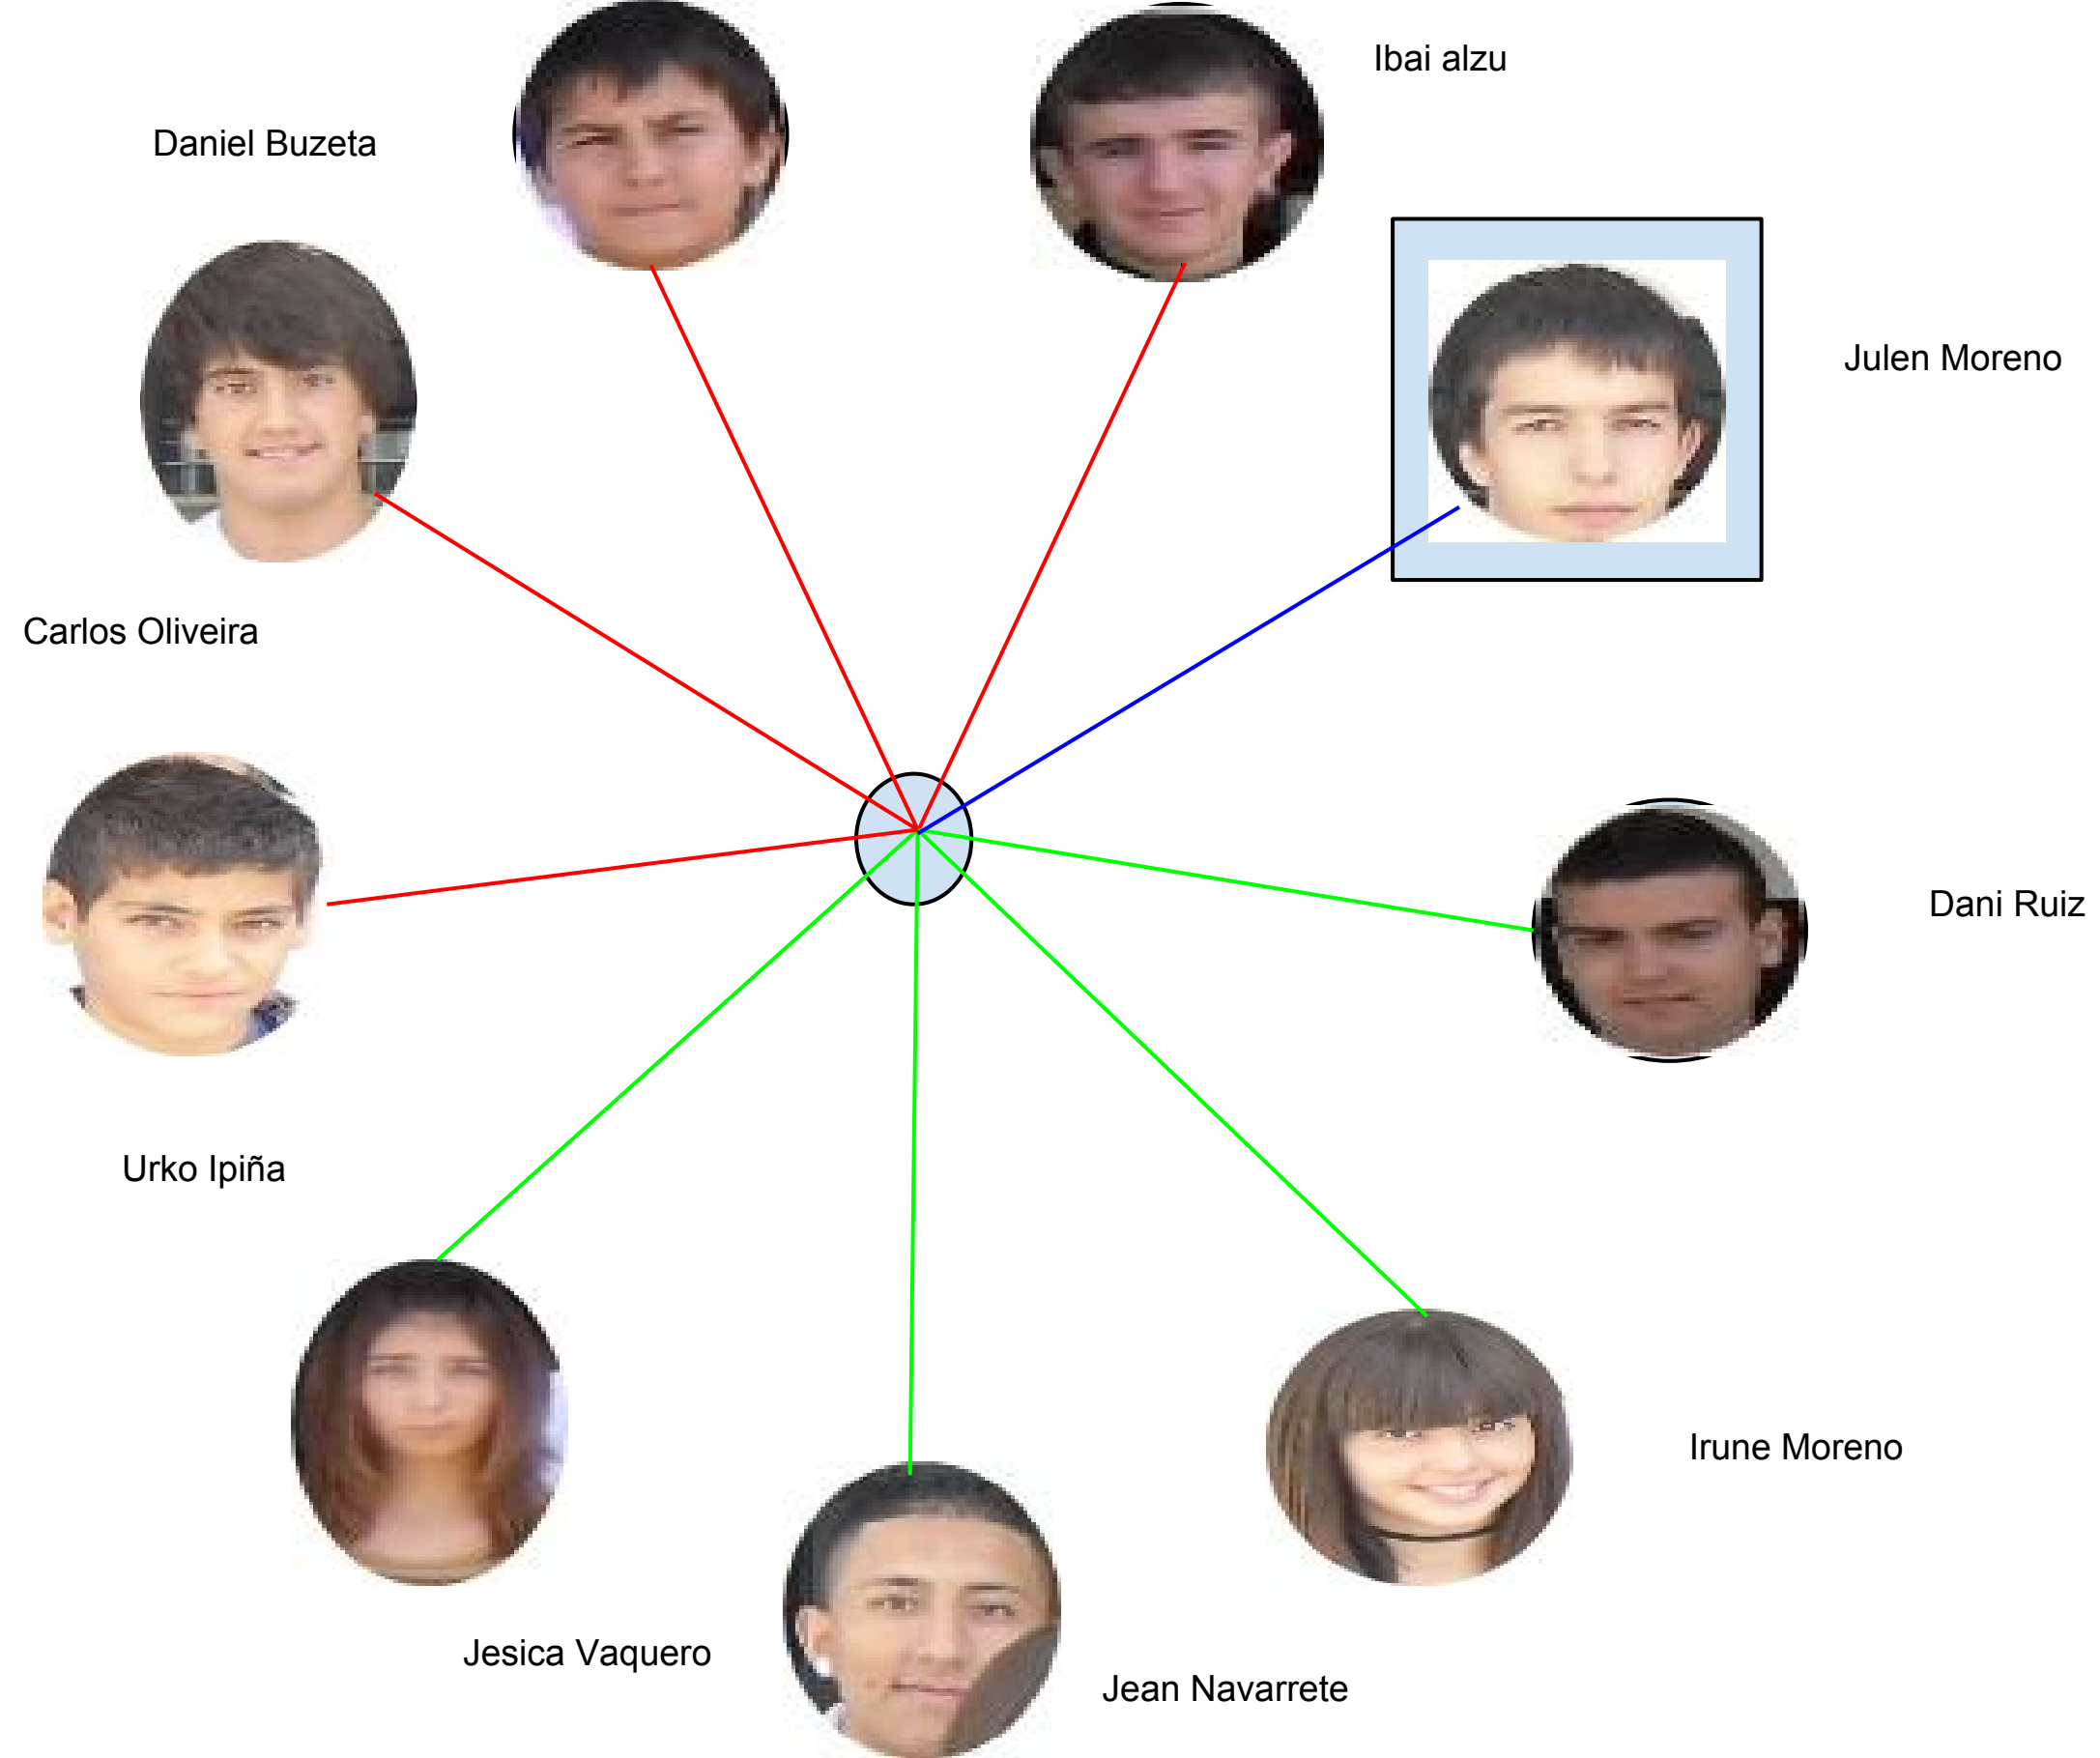 Ibai alzu
Daniel Buzeta
Julen Moreno
Carlos Oliveira
Dani Ruiz
Urko Ipiña
Irune Moreno
Jesica Vaquero
Jean Navarrete